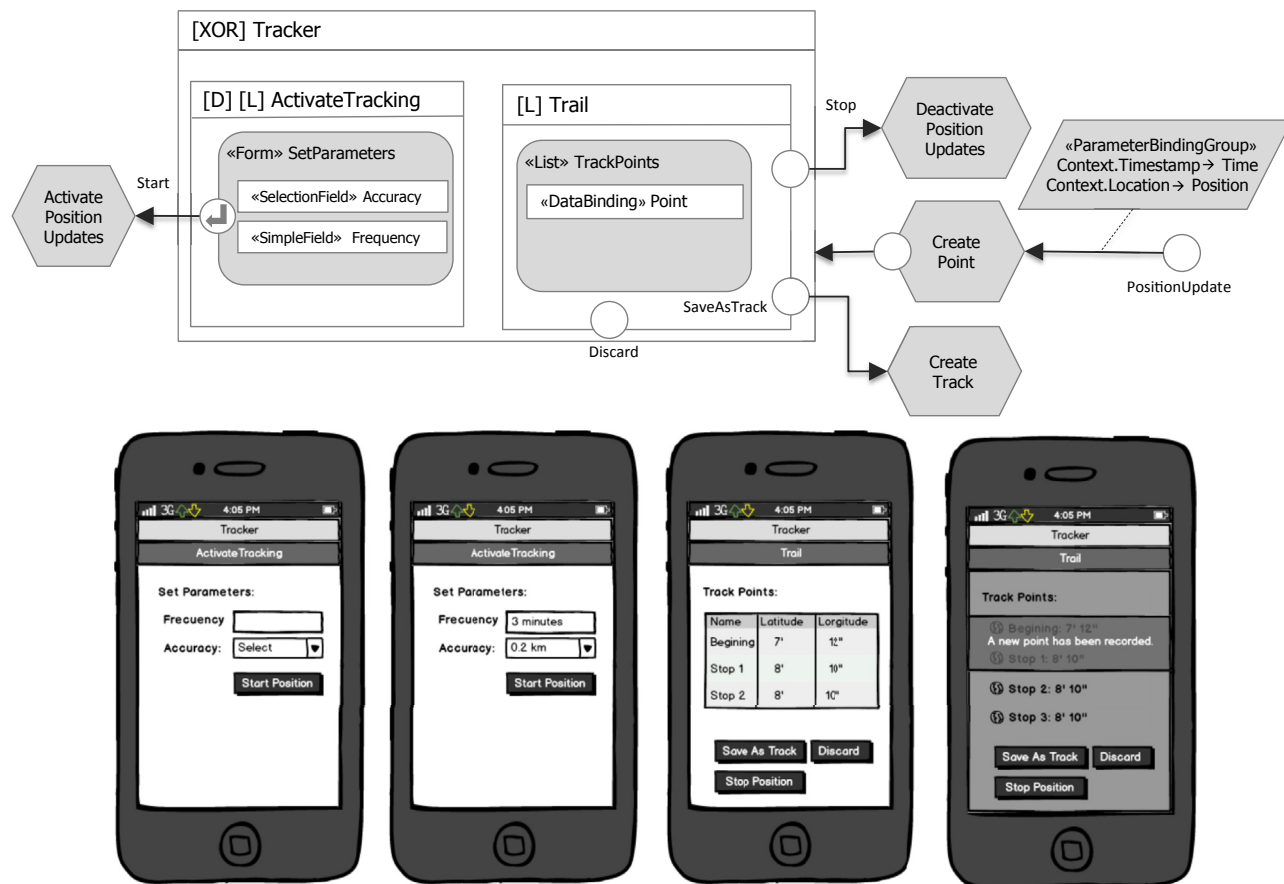 [XOR] Tracker
[D] [L] ActivateTracking
«Form» SetParameters
«SelectionField» Accuracy
«SimpleField» Frequency
Start
Activate
Position
Updates
[L] Trail
«List» TrackPoints
«DataBinding» Point
Stop
Deactivate
Position
Updates
«ParameterBindingGroup»
Context.Timestamp→ Time
Context.Location→ Position
Create
Point
PositionUpdate
SaveAsTrack
Discard
Create
Track
3G 4:05 PM
Tracker
ActivateTracking
Set Parameters:
Frecuency
Accuracy: Select
Start Position
3G 4:05 PM
Tracker
ActivateTracking
Set Parameters:
Frecuency 3 minutes
Accuracy: 0.2 km
Start Position
3G 4:05 PM
Tracker
Trail
Track Points:
Name Latitude Lorgitude
Begining 7' 12"
Stop 1 8' 10"
Stop 2 8' 10"
Save As Track Discard
Stop Position
3G 4:05 PM
Tracker
Trail
Track Points:
Begining: 7' 12"
A new point has been recorded.
Stop 1: 8' 10"
Stop 2: 8' 10"
Stop 3: 8' 10"
Save As Track Discard
Stop Position